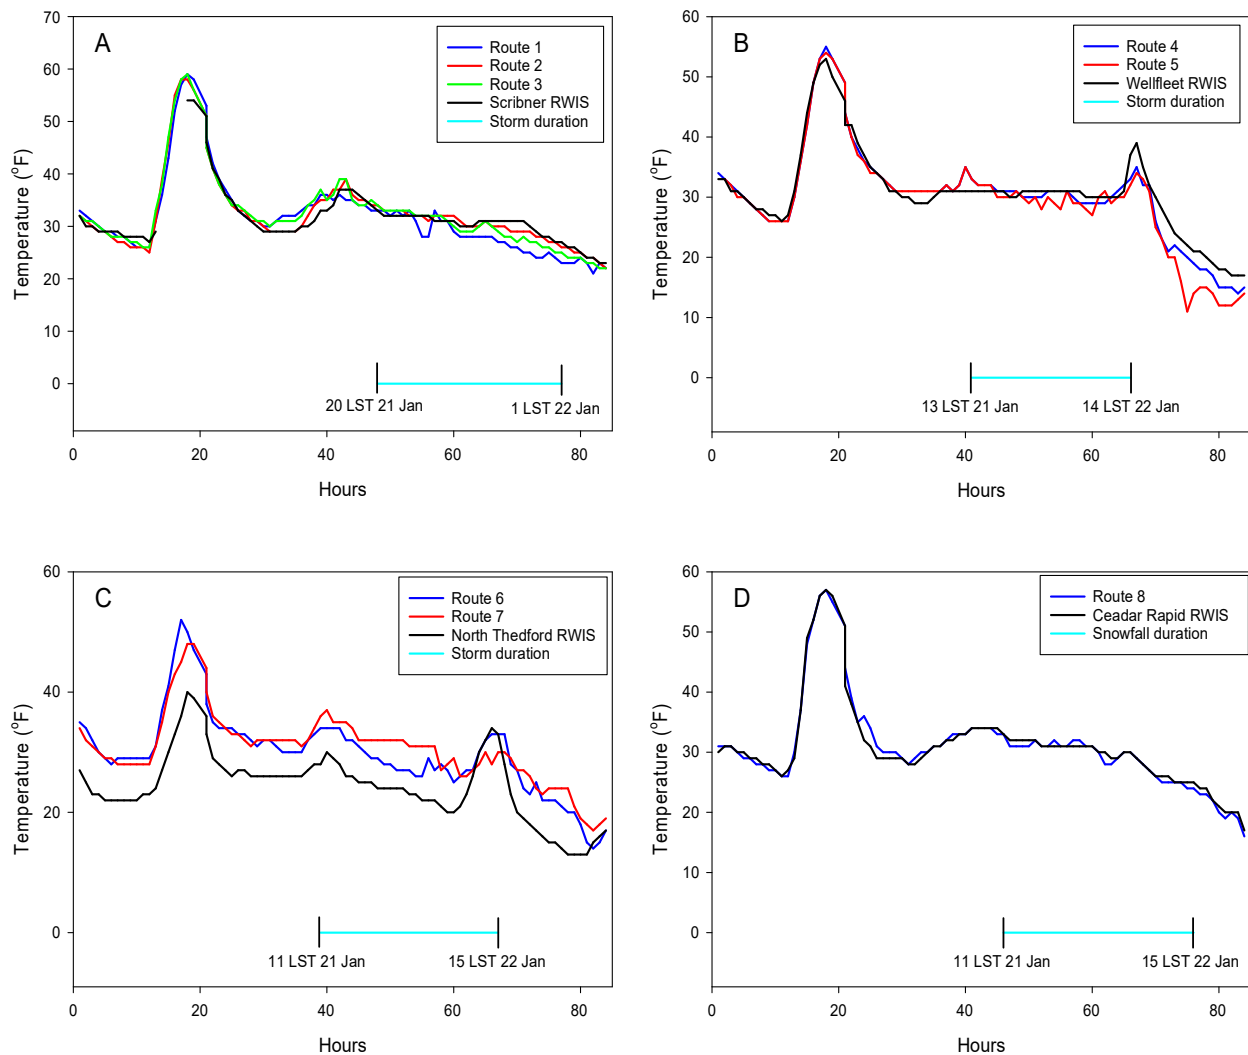 A
Route 1
Route 2
Route 3
Scribner RWIS
Storm duration
70
60
50
40
30
20
10
0
Temperature (°F)
20 LST 21 Jan
1 LST 22 Jan
0 20 40 60 80
Hours
B
Route 4
Route 5
Wellfleet RWIS
Storm duration
60
50
40
30
20
10
0
Temperature (°F)
13 LST 21 Jan
14 LST 22 Jan
0 20 40 60 80
Hours
C
Route 6
Route 7
North Thedford RWIS
Storm duration
60
40
20
0
Temperature (°F)
11 LST 21 Jan
15 LST 22 Jan
0 20 40 60 80
Hours
D
Route 8
Ceadar Rapid RWIS
Snowfall duration
60
50
40
30
20
10
0
Temperature (°F)
11 LST 21 Jan
15 LST 22 Jan
0 20 40 60 80
Hours